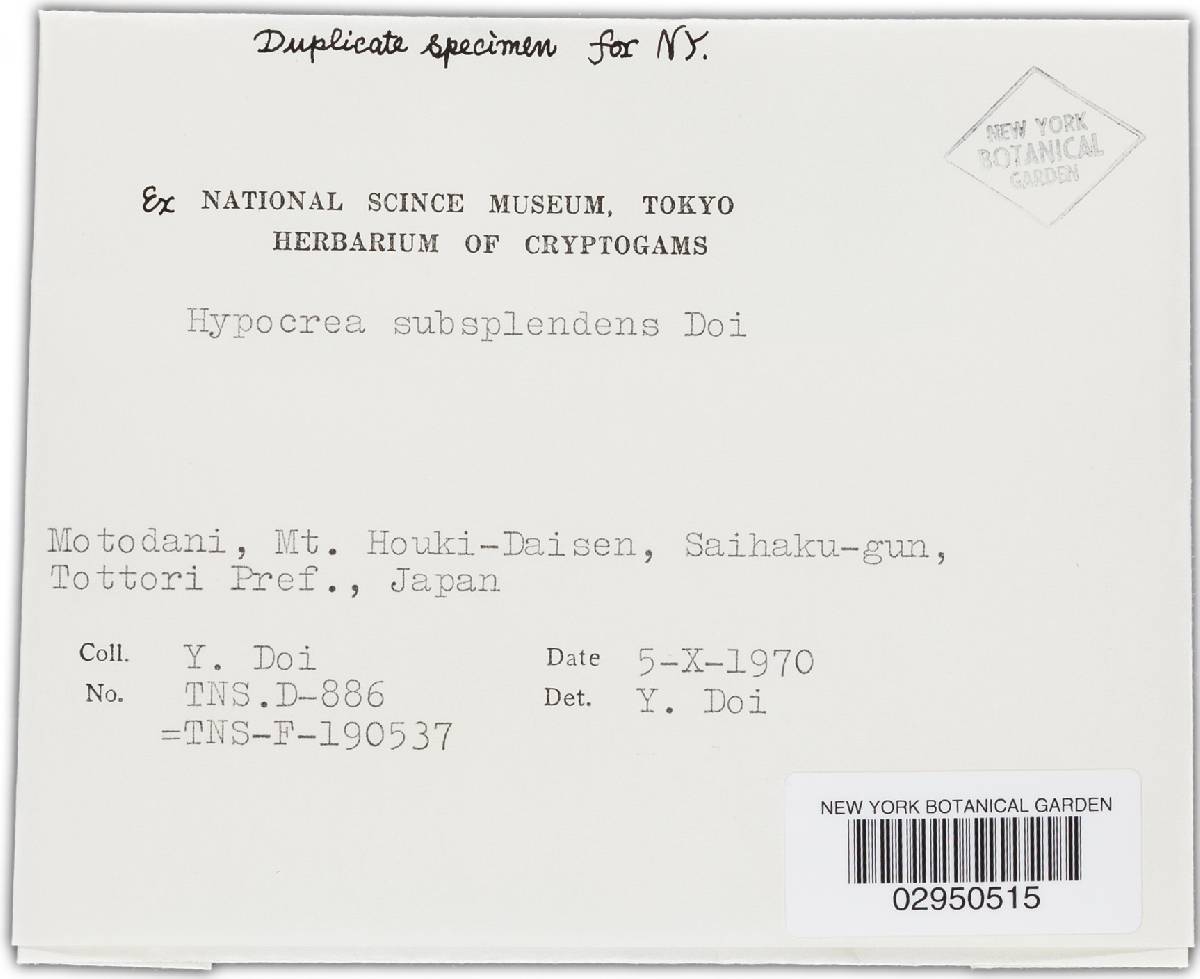 Duplicate specimen for NY.
NEW YORK
BOTANICAL
GARDEN
Ex NATIONAL SCINCE MUSEUM, TOKYO
HERBARIUM OF CRYPTOGAMS
Hypocrea subsplendens Doi
Motodani, Mt. Houki-Daisen, Saihaku-gun,
Tottori Pref., Japan
Coll. Y. Doi Date 5-X-1970
No. TNS.D-886 Det. Y. Doi
=TNS-F-190537
NEW YORK BOTANICAL GARDEN
02950515